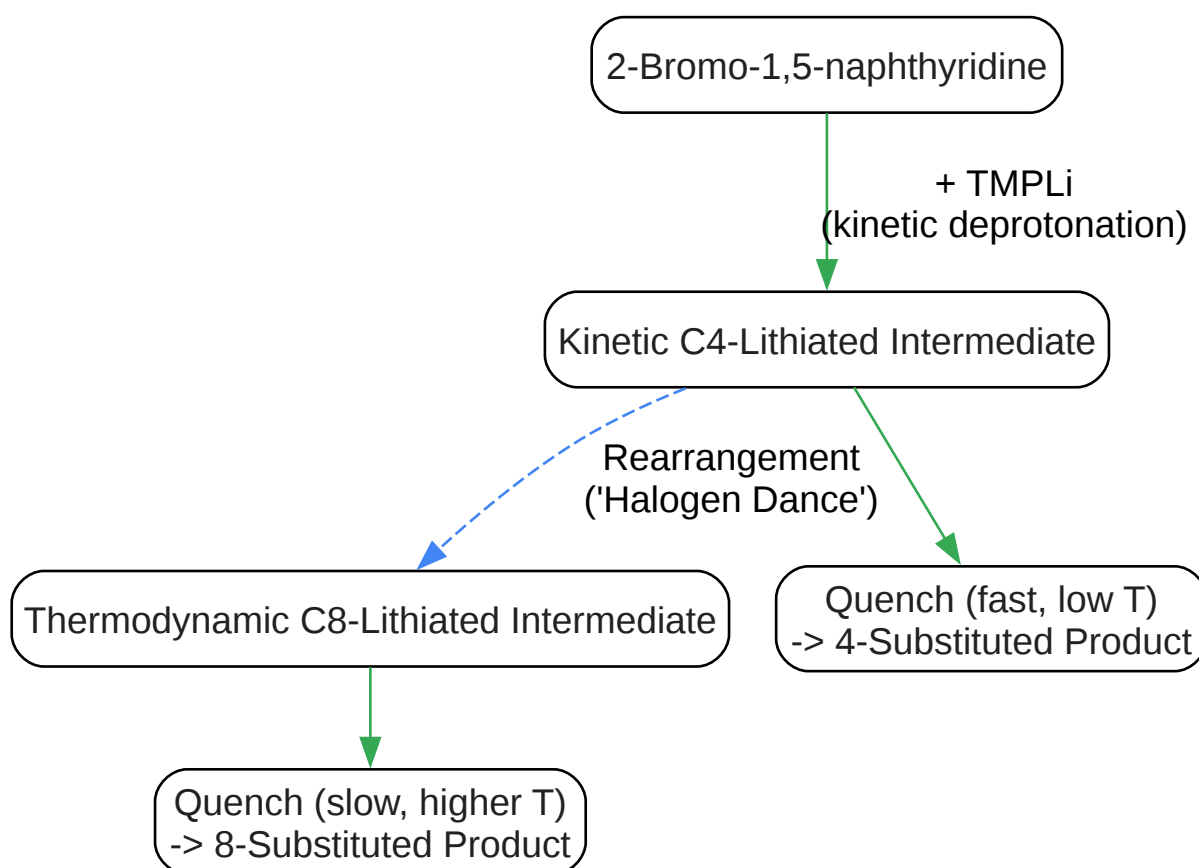 2-Bromo-1,5-naphthyridine
+ TMPLi
(kinetic deprotonation)
Kinetic C4-Lithiated Intermediate
Rearrangement
('Halogen Dance')
Thermodynamic C8-Lithiated Intermediate
Quench (fast, low T)
-> 4-Substituted Product
Quench (slow, higher T)
-> 8-Substituted Product